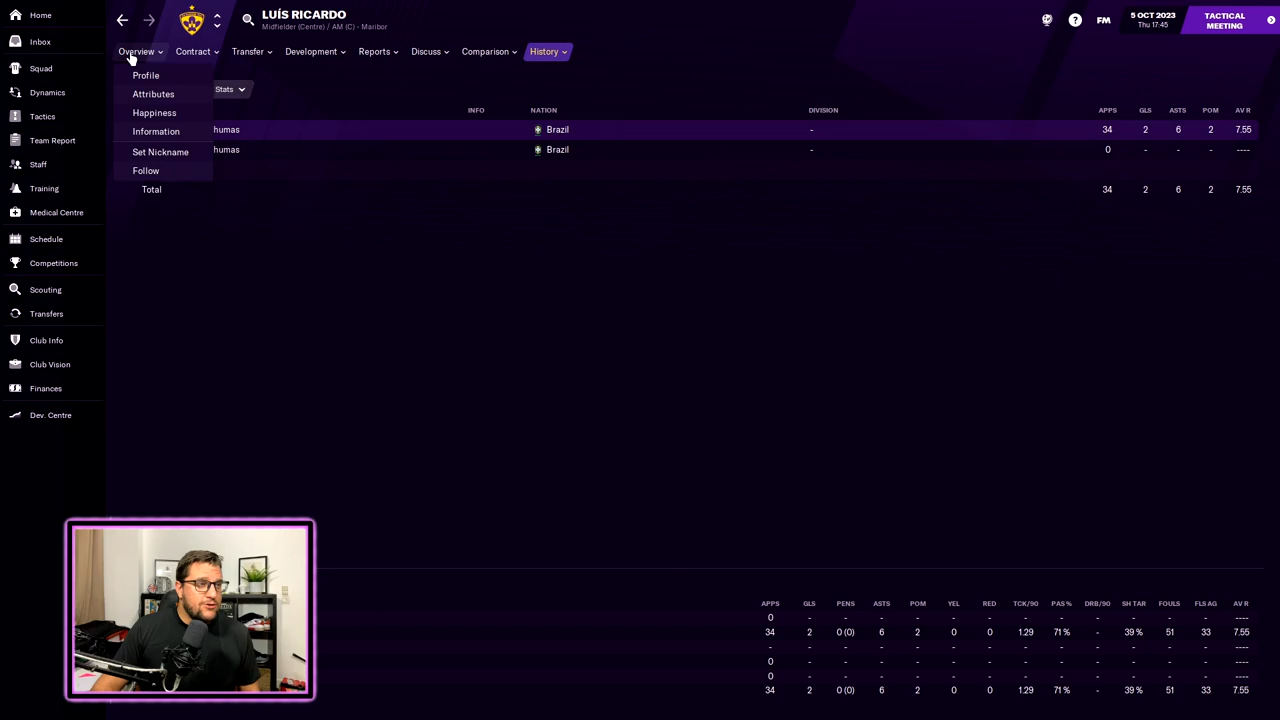 LUÍS RICARDO
Midfielder (Centre) / AM (C) - Maribor
FM
5 OCT 2023
Thu 17:45
TACTICAL
MEETING
Home
Inbox
Squad
Dynamics
Tactics
Team Report
Staff
Training
Medical Centre
Schedule
Competitions
Scouting
Transfers
Club Info
Club Vision
Finances
Dev. Centre
Overview Contract Transfer Development Reports Discuss Comparison History
Profile
Attributes
Happiness
Information
Set Nickname
Follow
Stats
INFO NATION DIVISION APPS GLS ASTS POM AV R
humas Brazil - 34 2 6 2 7.55
humas Brazil - 0 - - - ----
Total 34 2 6 2 7.55
APPS GLS PENS ASTS POM YEL RED TCK/90 PAS % DRB/90 SH TAR FOULS FLS AG AV R
0 - - - - - - - - - - - - ----
34 2 0 (0) 6 2 0 0 1.29 71 % - 39 % 51 33 7.55
- - - - - - - - - - - - - ----
0 - - - - - - - - - - - - ----
0 - - - - - - - - - - - - ----
34 2 0 (0) 6 2 0 0 1.29 71 % - 39 % 51 33 7.55